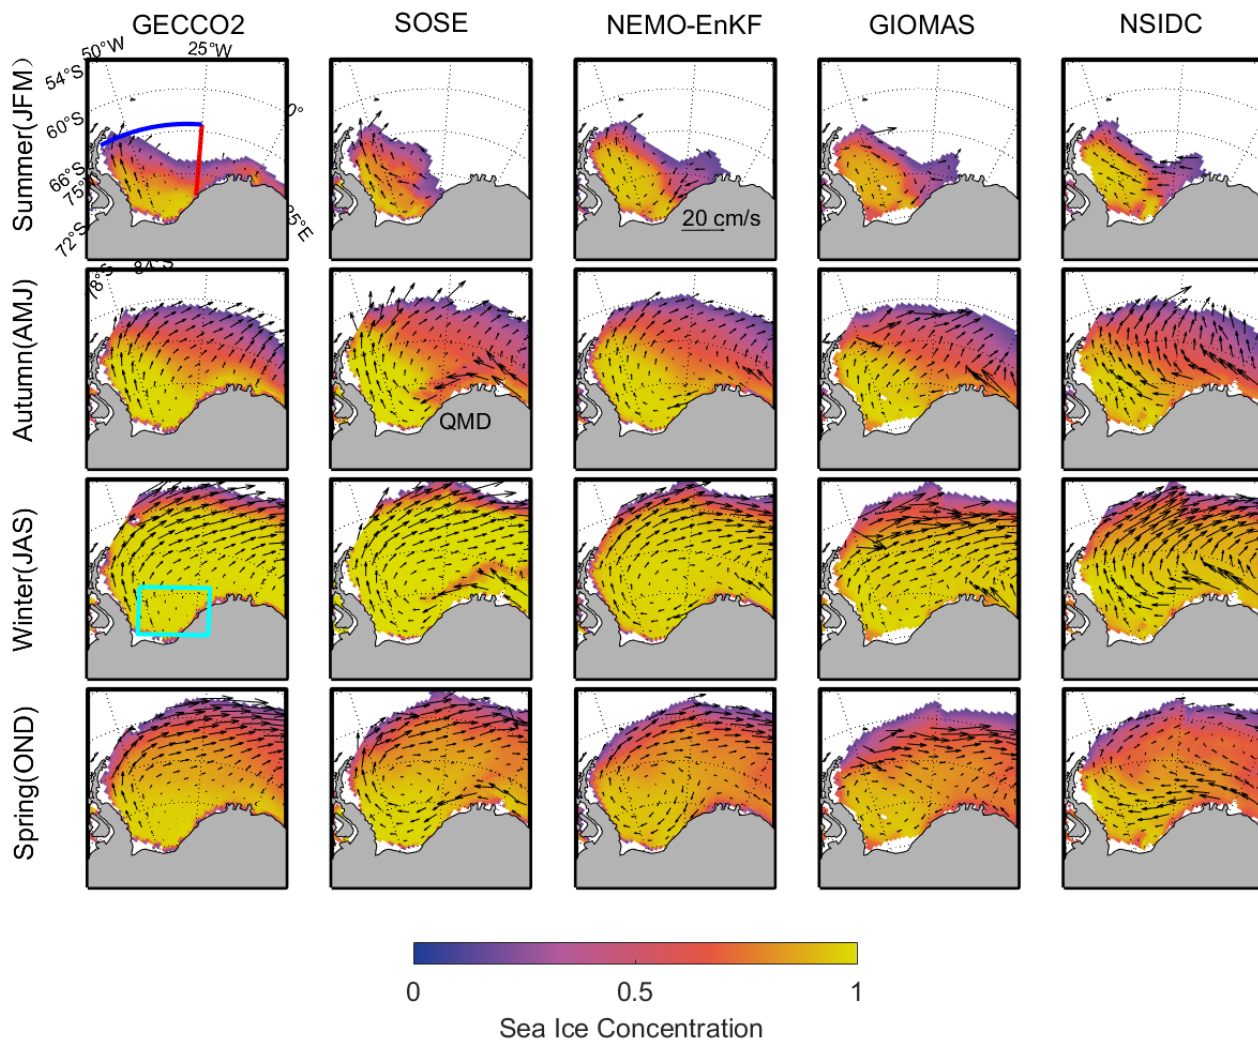 GECCO2 SOSE NEMO-EnKF GIOMAS NSIDC
50°W 25°W
54°S
60°S 0°
66°S
75°
72°S 25°E
78°S 84°S
Summer(JFM)
20 cm/s
Autumn(AMJ)
QMD
Winter(JAS)
Spring(OND)
0 0.5 1
Sea Ice Concentration